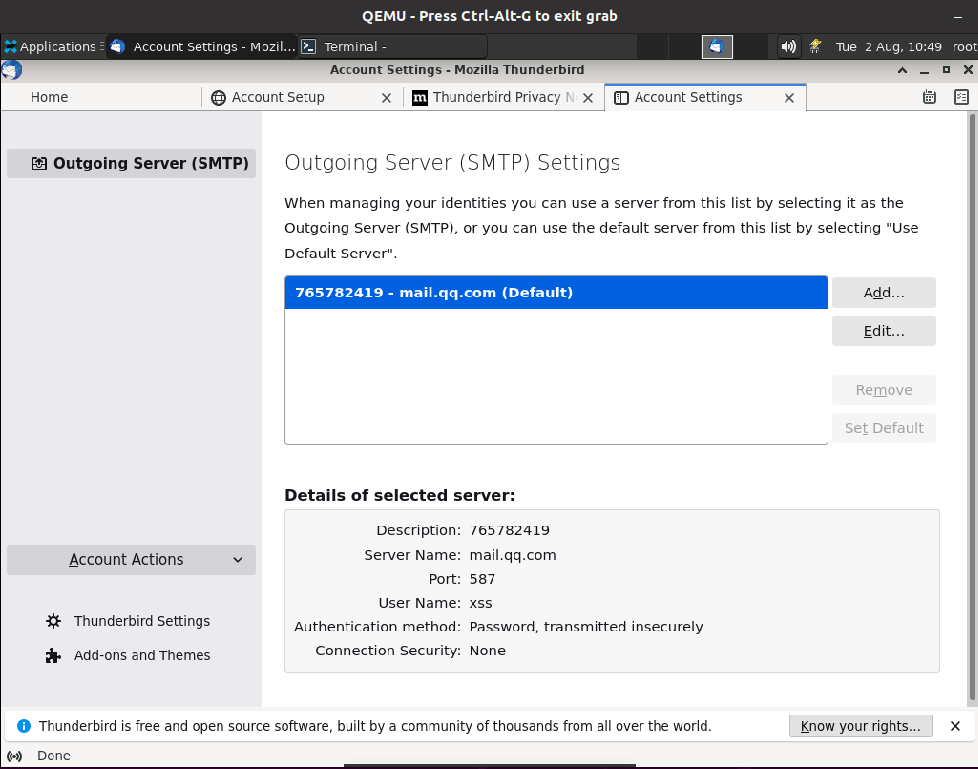 QEMU - Press Ctrl-Alt-G to exit grab
Applications
Account Settings - Mozil...
Terminal -
Tue 2 Aug, 10:49 root
Account Settings - Mozilla Thunderbird
Home
Account Setup
Thunderbird Privacy N
Account Settings
Outgoing Server (SMTP)
Outgoing Server (SMTP) Settings
When managing your identities you can use a server from this list by selecting it as the
Outgoing Server (SMTP), or you can use the default server from this list by selecting "Use
Default Server".
765782419 - mail.qq.com (Default)
Add...
Edit...
Remove
Set Default
Details of selected server:
Description: 765782419
Server Name: mail.qq.com
Port: 587
User Name: xss
Authentication method: Password, transmitted insecurely
Connection Security: None
Account Actions
Thunderbird Settings
Add-ons and Themes
Thunderbird is free and open source software, built by a community of thousands from all over the world.
Know your rights...
Done